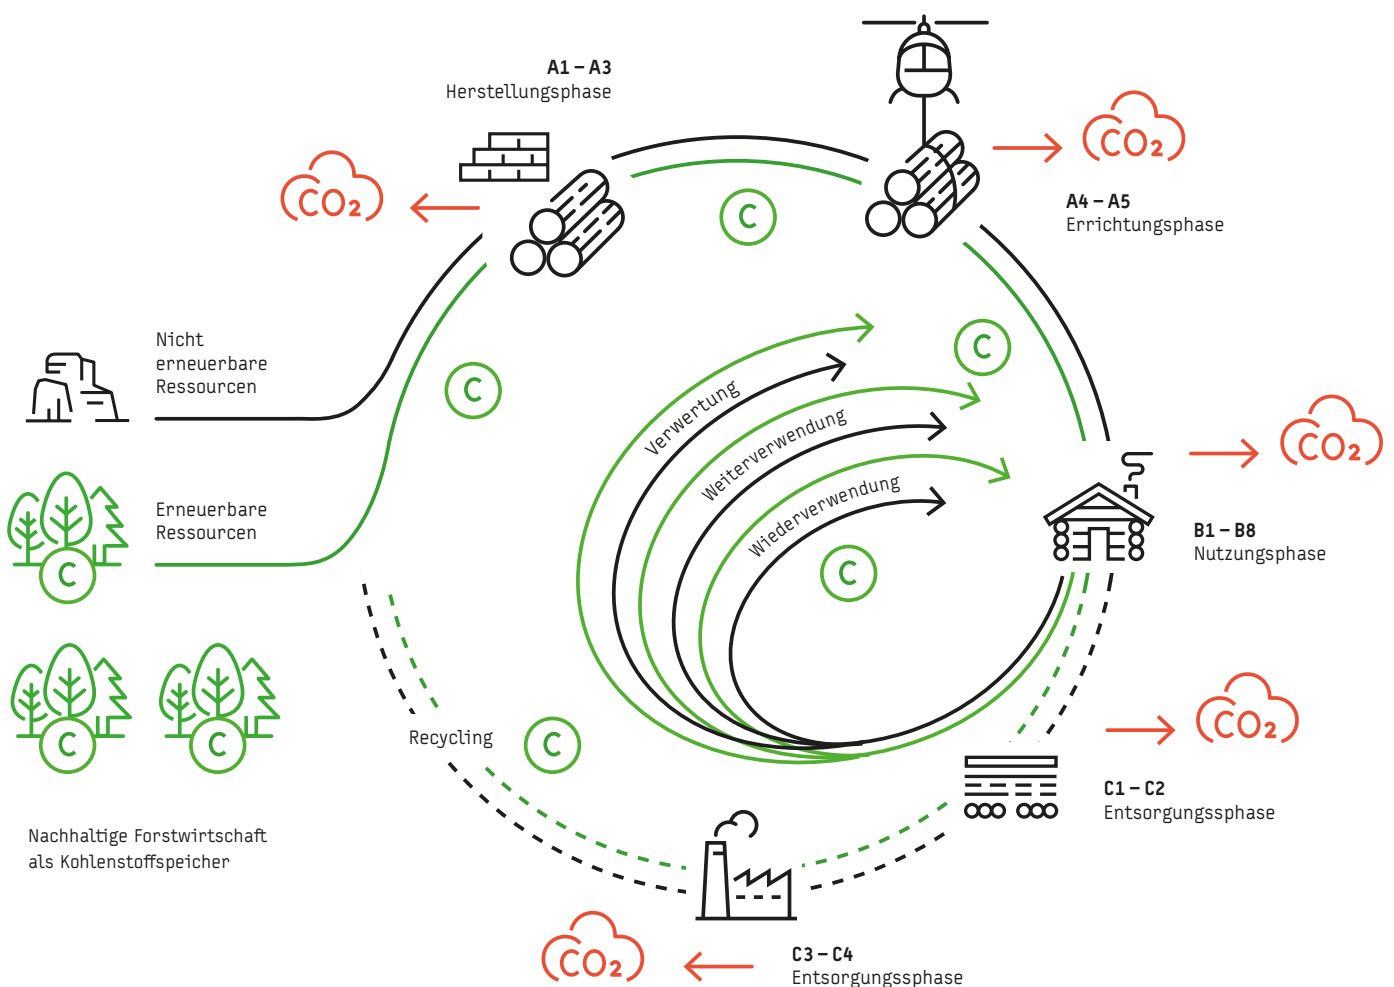 A1 – A3
Herstellungsphase
CO2
CO2
A4 – A5
Errichtungsphase
C
C
C
Nicht
erneuerbare
Ressourcen
Erneuerbare
Ressourcen
C
Verwertung
Weiterverwendung
Wiederverwendung
C
CO2
B1 – B8
Nutzungsphase
C
C
Nachhaltige Forstwirtschaft
als Kohlenstoffspeicher
Recycling
C
CO2
C1 – C2
Entsorgungssphase
CO2
C3 – C4
Entsorgungssphase